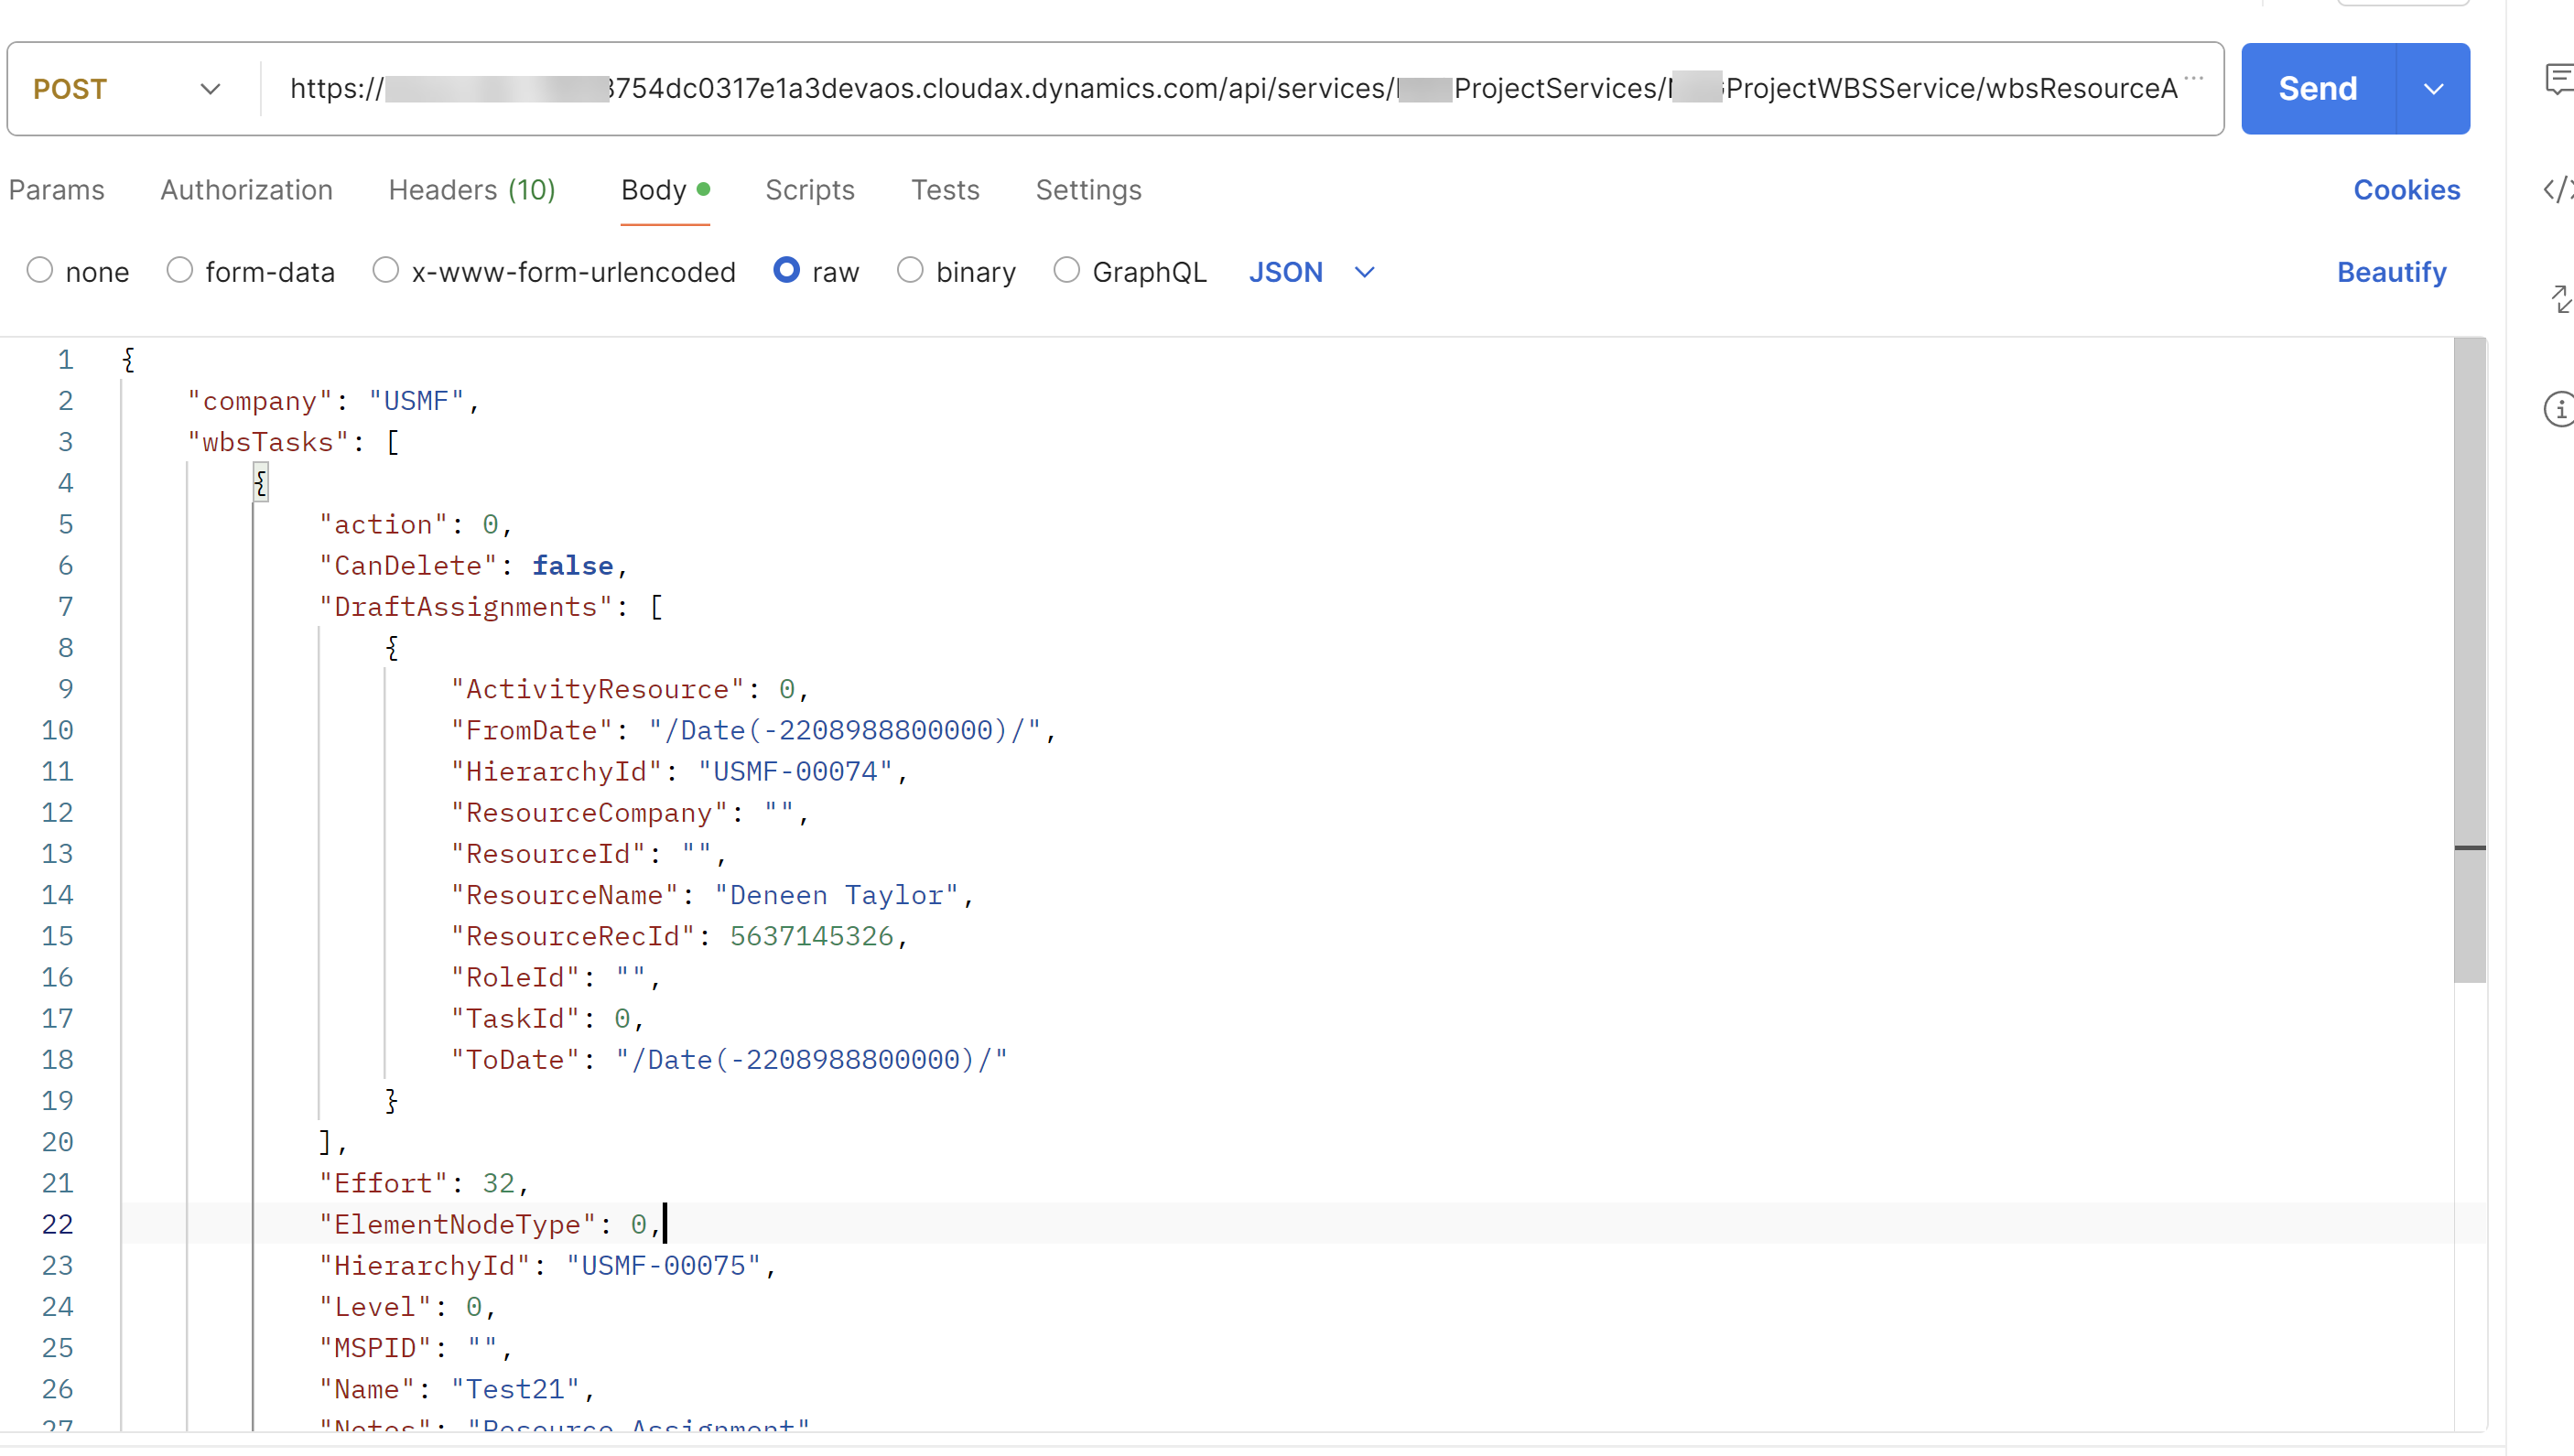 POST https://8754dc0317e1a3devaos.cloudax.dynamics.com/api/services/ProjectServices/ProjectWBSService/wbsResourceA ... Send
Params Authorization Headers (10) Body Scripts Tests Settings Cookies
none form-data x-www-form-urlencoded raw binary GraphQL JSON Beautify
1 {
2 "company": "USMF",
3 "wbsTasks": [
4 {
5 "action": 0,
6 "CanDelete": false,
7 "DraftAssignments": [
8 {
9 "ActivityResource": 0,
10 "FromDate": "/Date(-2208988800000)/",
11 "HierarchyId": "USMF-00074",
12 "ResourceCompany": "",
13 "ResourceId": "",
14 "ResourceName": "Deneen Taylor",
15 "ResourceRecId": 5637145326,
16 "RoleId": "",
17 "TaskId": 0,
18 "ToDate": "/Date(-2208988800000)/"
19 }
20 ],
21 "Effort": 32,
22 "ElementNodeType": 0,
23 "HierarchyId": "USMF-00075",
24 "Level": 0,
25 "MSPID": "",
26 "Name": "Test21",
27 "Notes": "Resource Assignment"